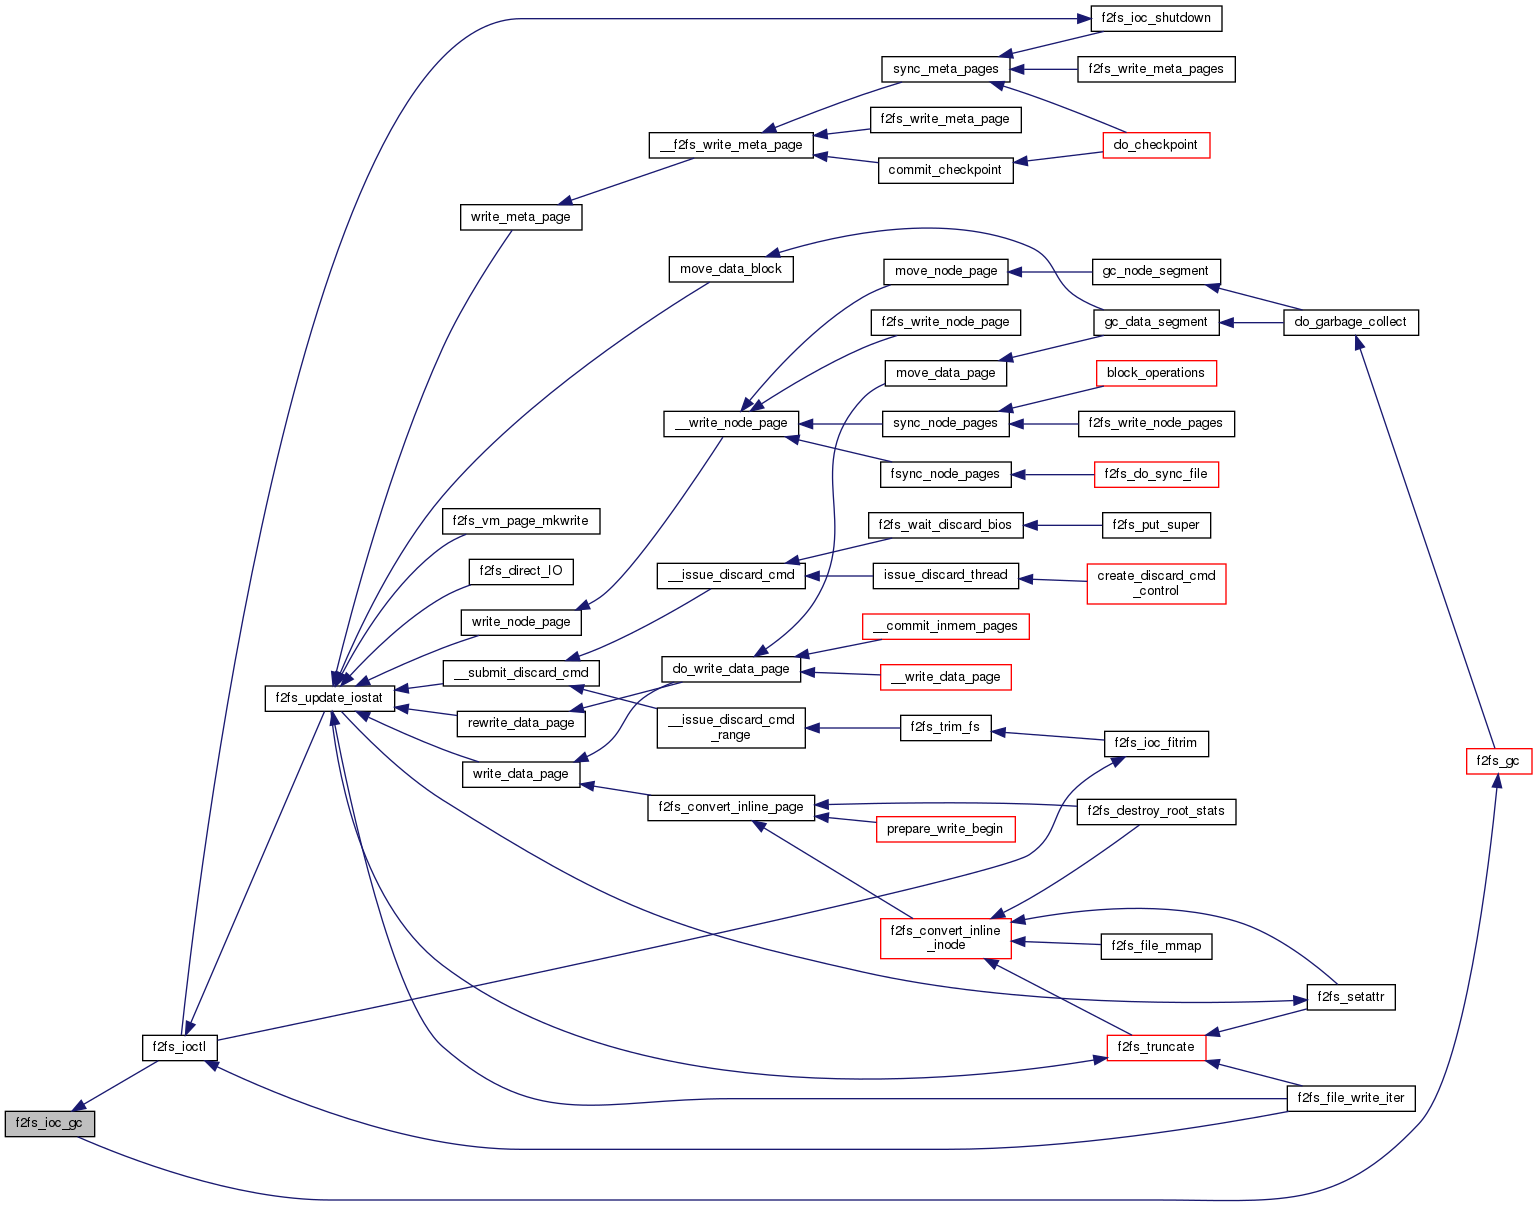 f2fs_ioc_shutdown
sync_meta_pages
f2fs_write_meta_pages
f2fs_write_meta_page
__f2fs_write_meta_page
do_checkpoint
commit_checkpoint
write_meta_page
move_data_block
move_node_page
gc_node_segment
f2fs_write_node_page
gc_data_segment
do_garbage_collect
move_data_page
block_operations
__write_node_page
sync_node_pages
f2fs_write_node_pages
fsync_node_pages
f2fs_do_sync_file
f2fs_vm_page_mkwrite
f2fs_wait_discard_bios
f2fs_put_super
f2fs_direct_IO
__issue_discard_cmd
issue_discard_thread
create_discard_cmd
_control
write_node_page
__commit_inmem_pages
__submit_discard_cmd
do_write_data_page
__write_data_page
f2fs_update_iostat
rewrite_data_page
__issue_discard_cmd
_range
f2fs_trim_fs
f2fs_ioc_fitrim
f2fs_gc
write_data_page
f2fs_convert_inline_page
f2fs_destroy_root_stats
prepare_write_begin
f2fs_convert_inline
_inode
f2fs_file_mmap
f2fs_setattr
f2fs_ioctl
f2fs_truncate
f2fs_file_write_iter
f2fs_ioc_gc